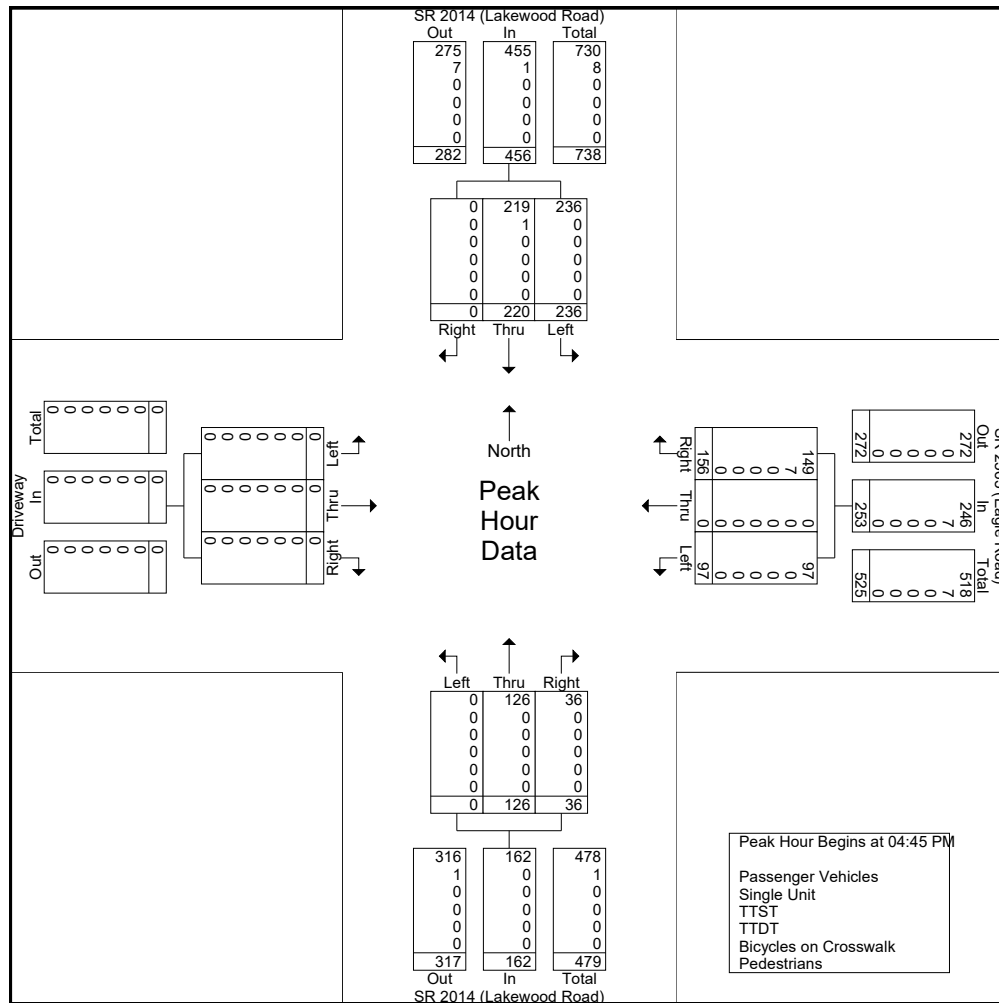 SR 2014 (Lakewood Road)
Out In Total
275 455 730
7 1 8
0 0 0
0 0 0
0 0 0
0 0 0
282 456 738
0 219 236
0 1 0
0 0 0
0 0 0
0 0 0
0 0 0
0 220 236
Right Thru Left
Driveway
Total
0 0 0 0 0 0 0
In
0 0 0 0 0 0 0
Out
0 0 0 0 0 0 0
Left
0 0 0 0 0 0 0
Thru
0 0 0 0 0 0 0
Right
0 0 0 0 0 0 0
North
Peak
Hour
Data
Right
149 7 0 0 0 0 156
Thru
0 0 0 0 0 0 0
Left
97 0 0 0 0 0 97
(Eagle Road)
Out
272 0 0 0 0 0 272
In
246 7 0 0 0 0 253
Total
518 7 0 0 0 0 525
Left Thru Right
0 126 36
0 0 0
0 0 0
0 0 0
0 0 0
0 0 0
0 126 36
316 162 478
1 0 1
0 0 0
0 0 0
0 0 0
0 0 0
317 162 479
Out In Total
SR 2014 (Lakewood Road)
Peak Hour Begins at 04:45 PM
Passenger Vehicles
Single Unit
TTST
TTDT
Bicycles on Crosswalk
Pedestrians